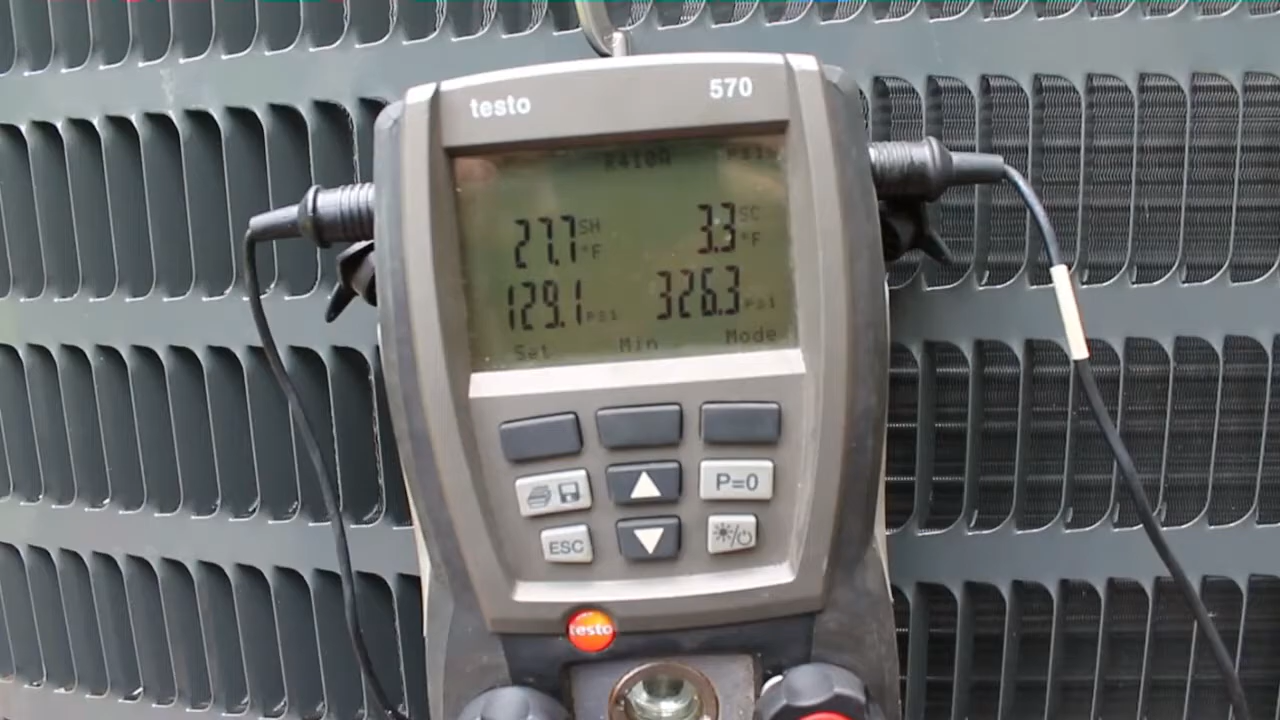 testo 570
R410A PSI
27.7 SH °F 3.3 SC °F
129.1 PSI 326.3 PSI
Set Min Mode
P=0
ESC
testo